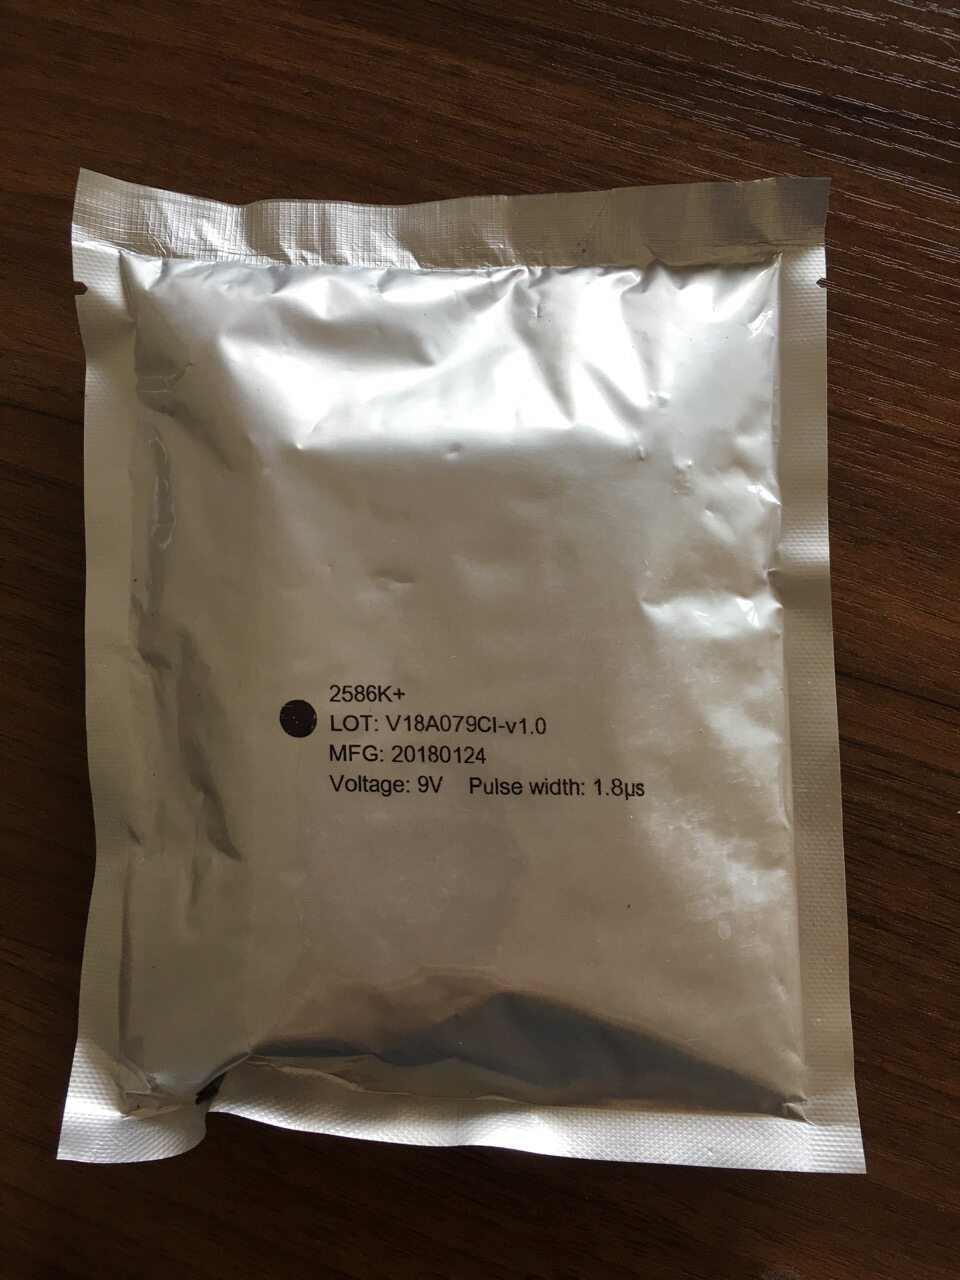 2586K+
LOT: V18A079CI-v1.0
MFG: 20180124
Voltage: 9V Pulse width: 1.8µs